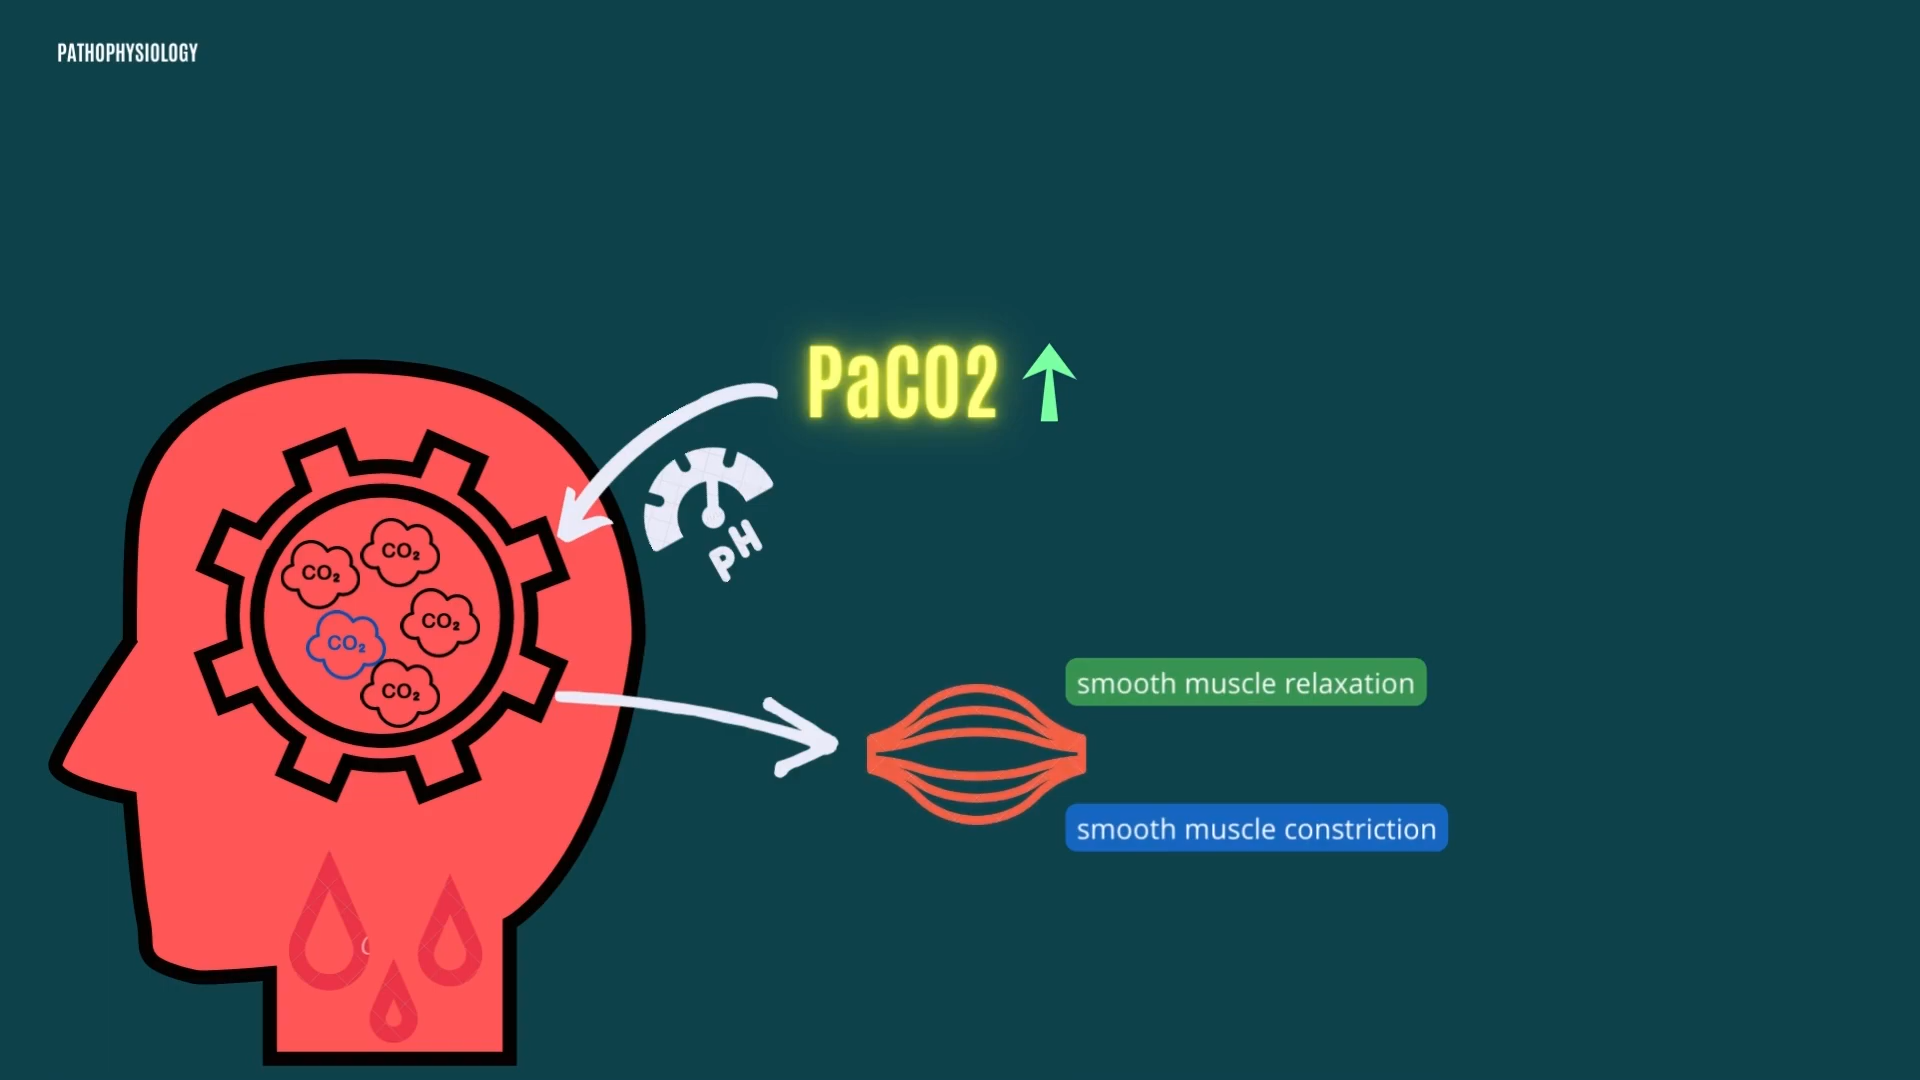 PATHOPHYSIOLOGY
PaCO2
PH
CO₂
CO₂
CO₂
CO₂
CO₂
smooth muscle relaxation
smooth muscle constriction